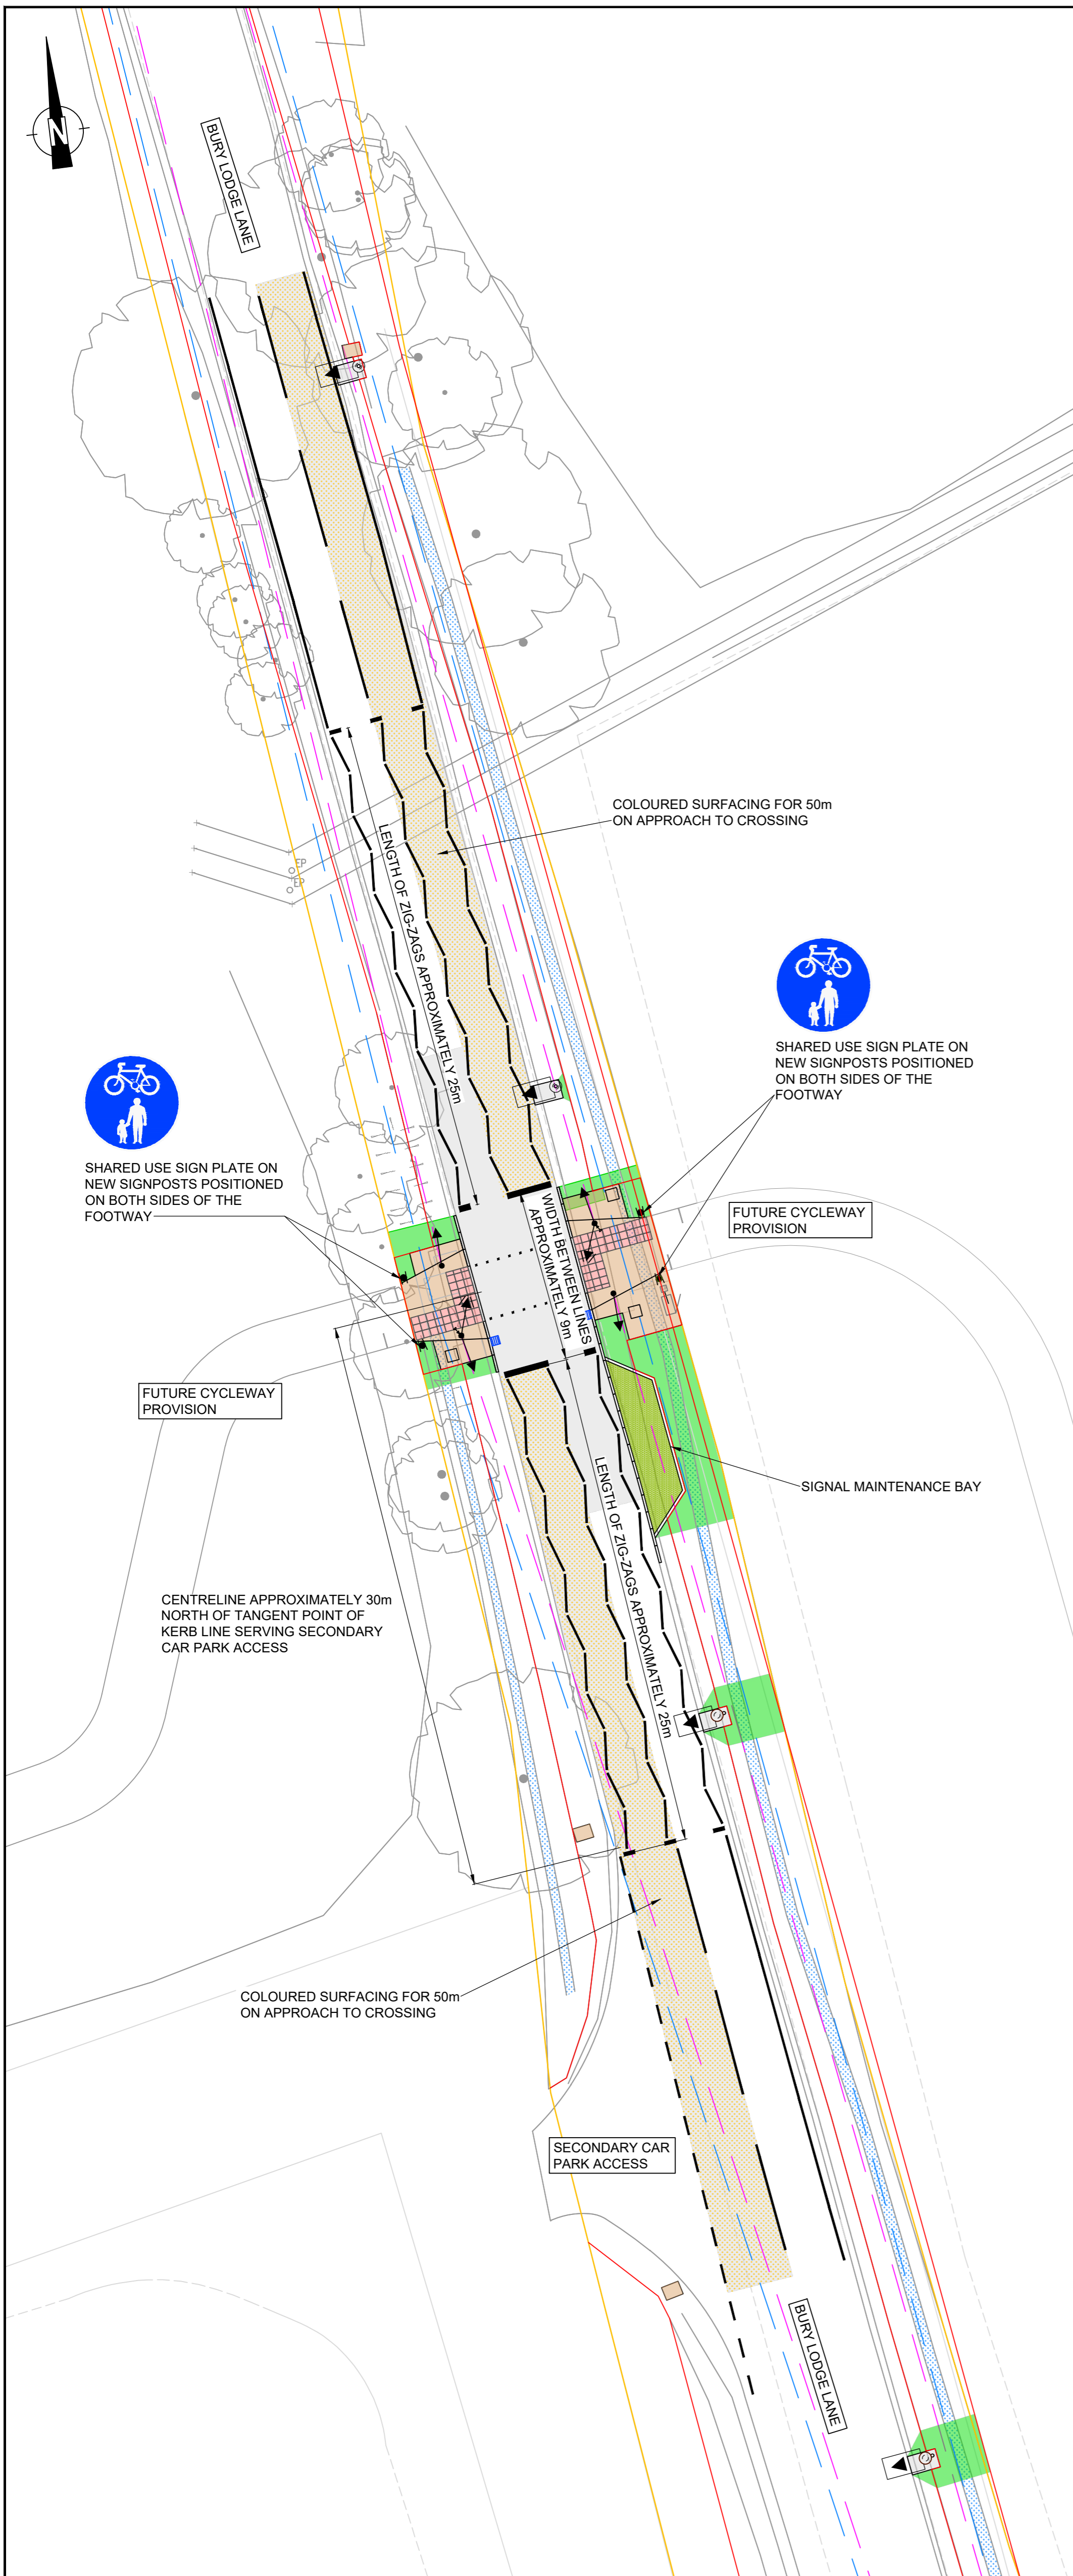 N
BURY LODGE LANE
COLOURED SURFACING FOR 50m
ON APPROACH TO CROSSING
LENGTH OF ZIG-ZAGS APPROXIMATELY 25m
EP
EP
SHARED USE SIGN PLATE ON
NEW SIGNPOSTS POSITIONED
ON BOTH SIDES OF THE
FOOTWAY
SHARED USE SIGN PLATE ON
NEW SIGNPOSTS POSITIONED
ON BOTH SIDES OF THE
FOOTWAY
FUTURE CYCLEWAY
PROVISION
WIDTH BETWEEN LINES
APPROXIMATELY 9m
FUTURE CYCLEWAY
PROVISION
SIGNAL MAINTENANCE BAY
LENGTH OF ZIG-ZAGS APPROXIMATELY 25m
CENTRELINE APPROXIMATELY 30m
NORTH OF TANGENT POINT OF
KERB LINE SERVING SECONDARY
CAR PARK ACCESS
COLOURED SURFACING FOR 50m
ON APPROACH TO CROSSING
SECONDARY CAR
PARK ACCESS
BURY LODGE LANE